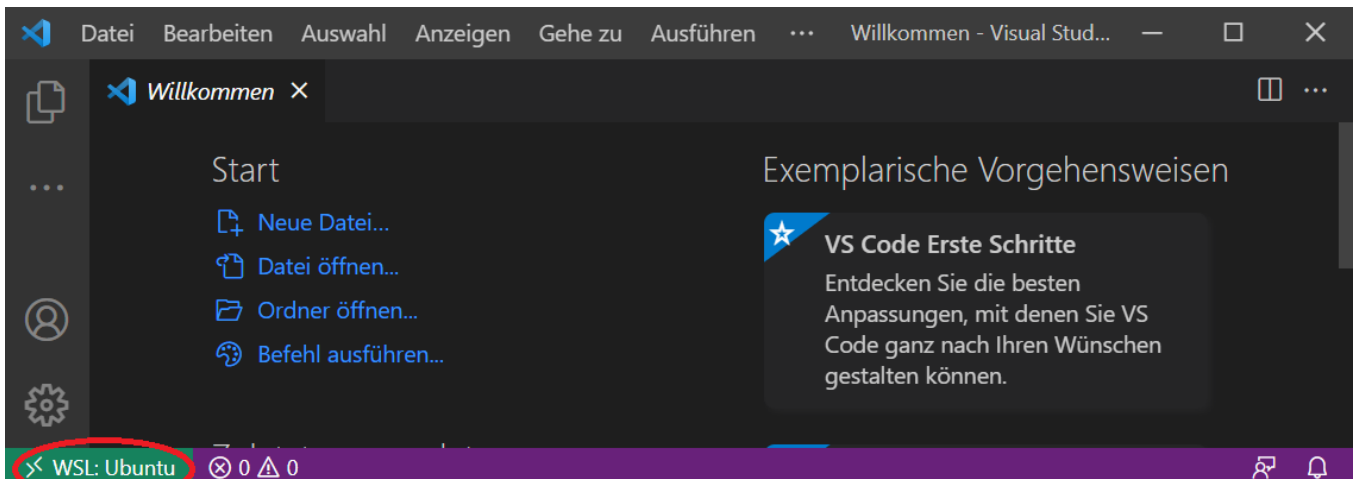 Datei Bearbeiten Auswahl Anzeigen Gehe zu Ausführen ··· Willkommen - Visual Stud...
Willkommen
Start
Neue Datei...
Datei öffnen...
Ordner öffnen...
Befehl ausführen...
Exemplarische Vorgehensweisen
VS Code Erste Schritte
Entdecken Sie die besten
Anpassungen, mit denen Sie VS
Code ganz nach Ihren Wünschen
gestalten können.
WSL: Ubuntu 0 0